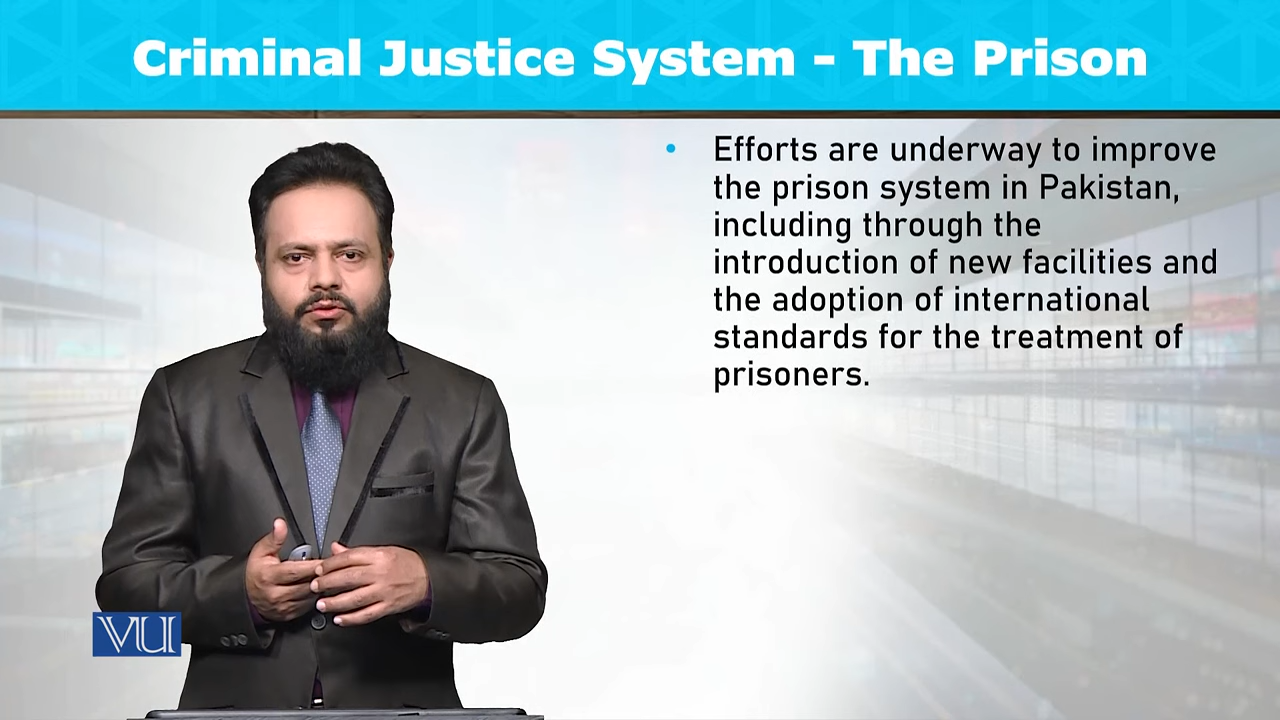 Criminal Justice System - The Prison
• Efforts are underway to improve
the prison system in Pakistan,
including through the
introduction of new facilities and
the adoption of international
standards for the treatment of
prisoners.
VU